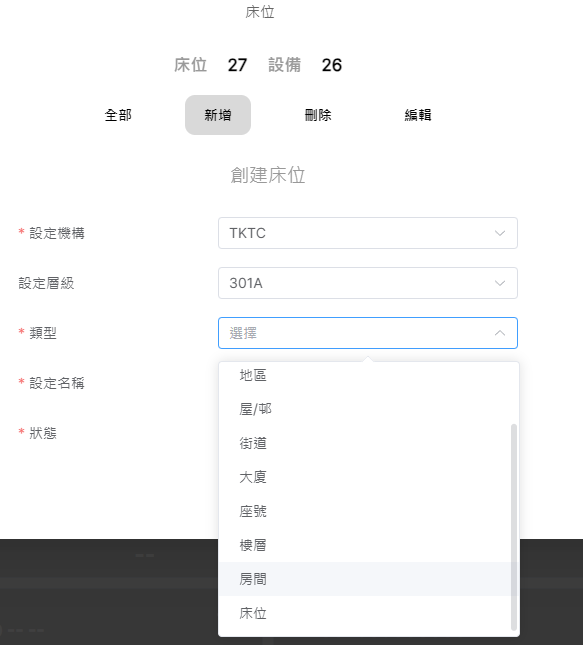 床位
床位 27 設備 26
全部 新增 刪除 編輯
創建床位
* 設定機構 TKTC
設定層級 301A
* 類型 選擇
* 設定名稱
* 狀態
地區
屋/邨
街道
大廈
座號
樓層
房間
床位